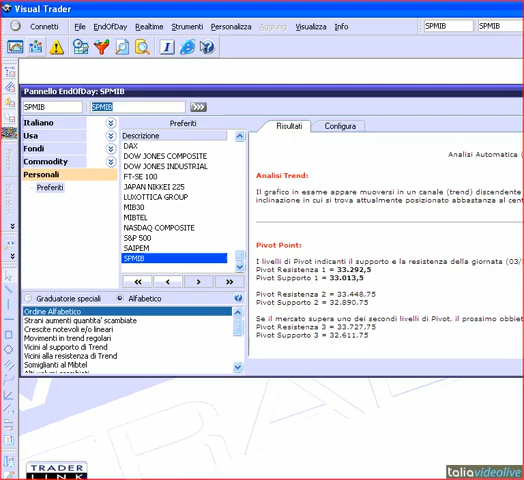 Visual Trader
Connetti File EndOfDay Realtime Strumenti Personalizza Visualizza Info SPMIB SPMIB
Pannello EndOfDay: SPMIB
SPMIB SPMIB
Italiano
Usa
Fondi
Commodity
Personali
Preferiti
Preferiti
Descrizione
DAX
DOW JONES COMPOSITE
DOW JONES INDUSTRIAL
FT-SE 100
JAPAN NIKKEI 225
LUXOTTICA GROUP
MIB30
MIBTEL
NASDAQ COMPOSITE
S&P 500
SAIPEM
SPMIB
Graduatorie speciali Alfabetico
Ordine Alfabetico
Strani aumenti quantita' scambiate
Crescite notevoli e/o lineari
Movimenti in trend regolari
Vicini al supporto di Trend
Vicini alla resistenza di Trend
Somiglianti al Mibtel
Risultati Configura
Analisi Automatica (
Analisi Trend:
Il grafico in esame appare muoversi in un canale (trend) discendente
inclinazione in cui si trova attualmente posizionato abbastanza al cent
Pivot Point:
I livelli di Pivot indicanti il supporto e la resistenza della giornata (03/
Pivot Resistenza 1 = 33.292,5
Pivot Supporto 1 = 33.013,5
Pivot Resistenza 2 = 33.448.75
Pivot Supporto 2 = 32.890.75
Se il mercato supera uno dei secondi livelli di Pivot, il prossimo obbiet
Pivot Resistenza 3 = 33.727.75
Pivot Supporto 3 = 32.611.75
TRADER
LINK
italiavideolive